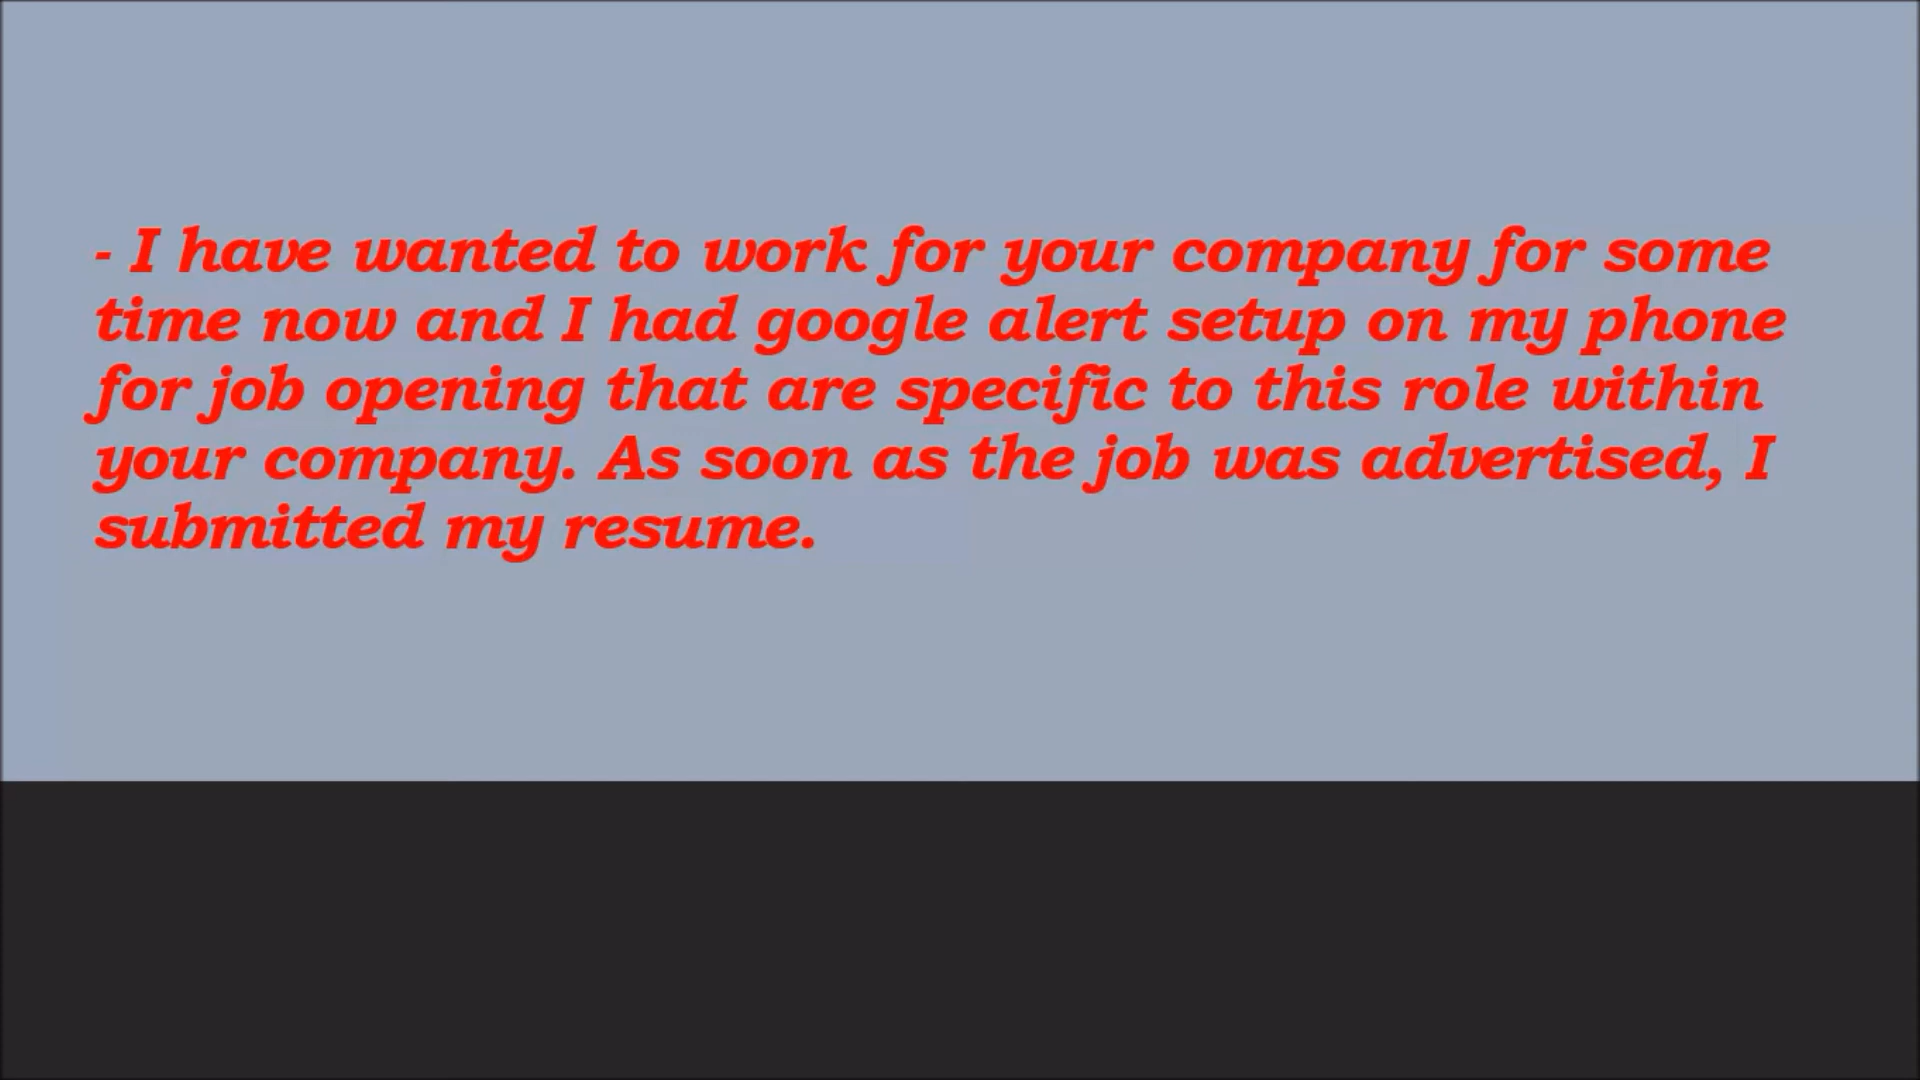 - I have wanted to work for your company for some
time now and I had google alert setup on my phone
for job opening that are specific to this role within
your company. As soon as the job was advertised, I
submitted my resume.